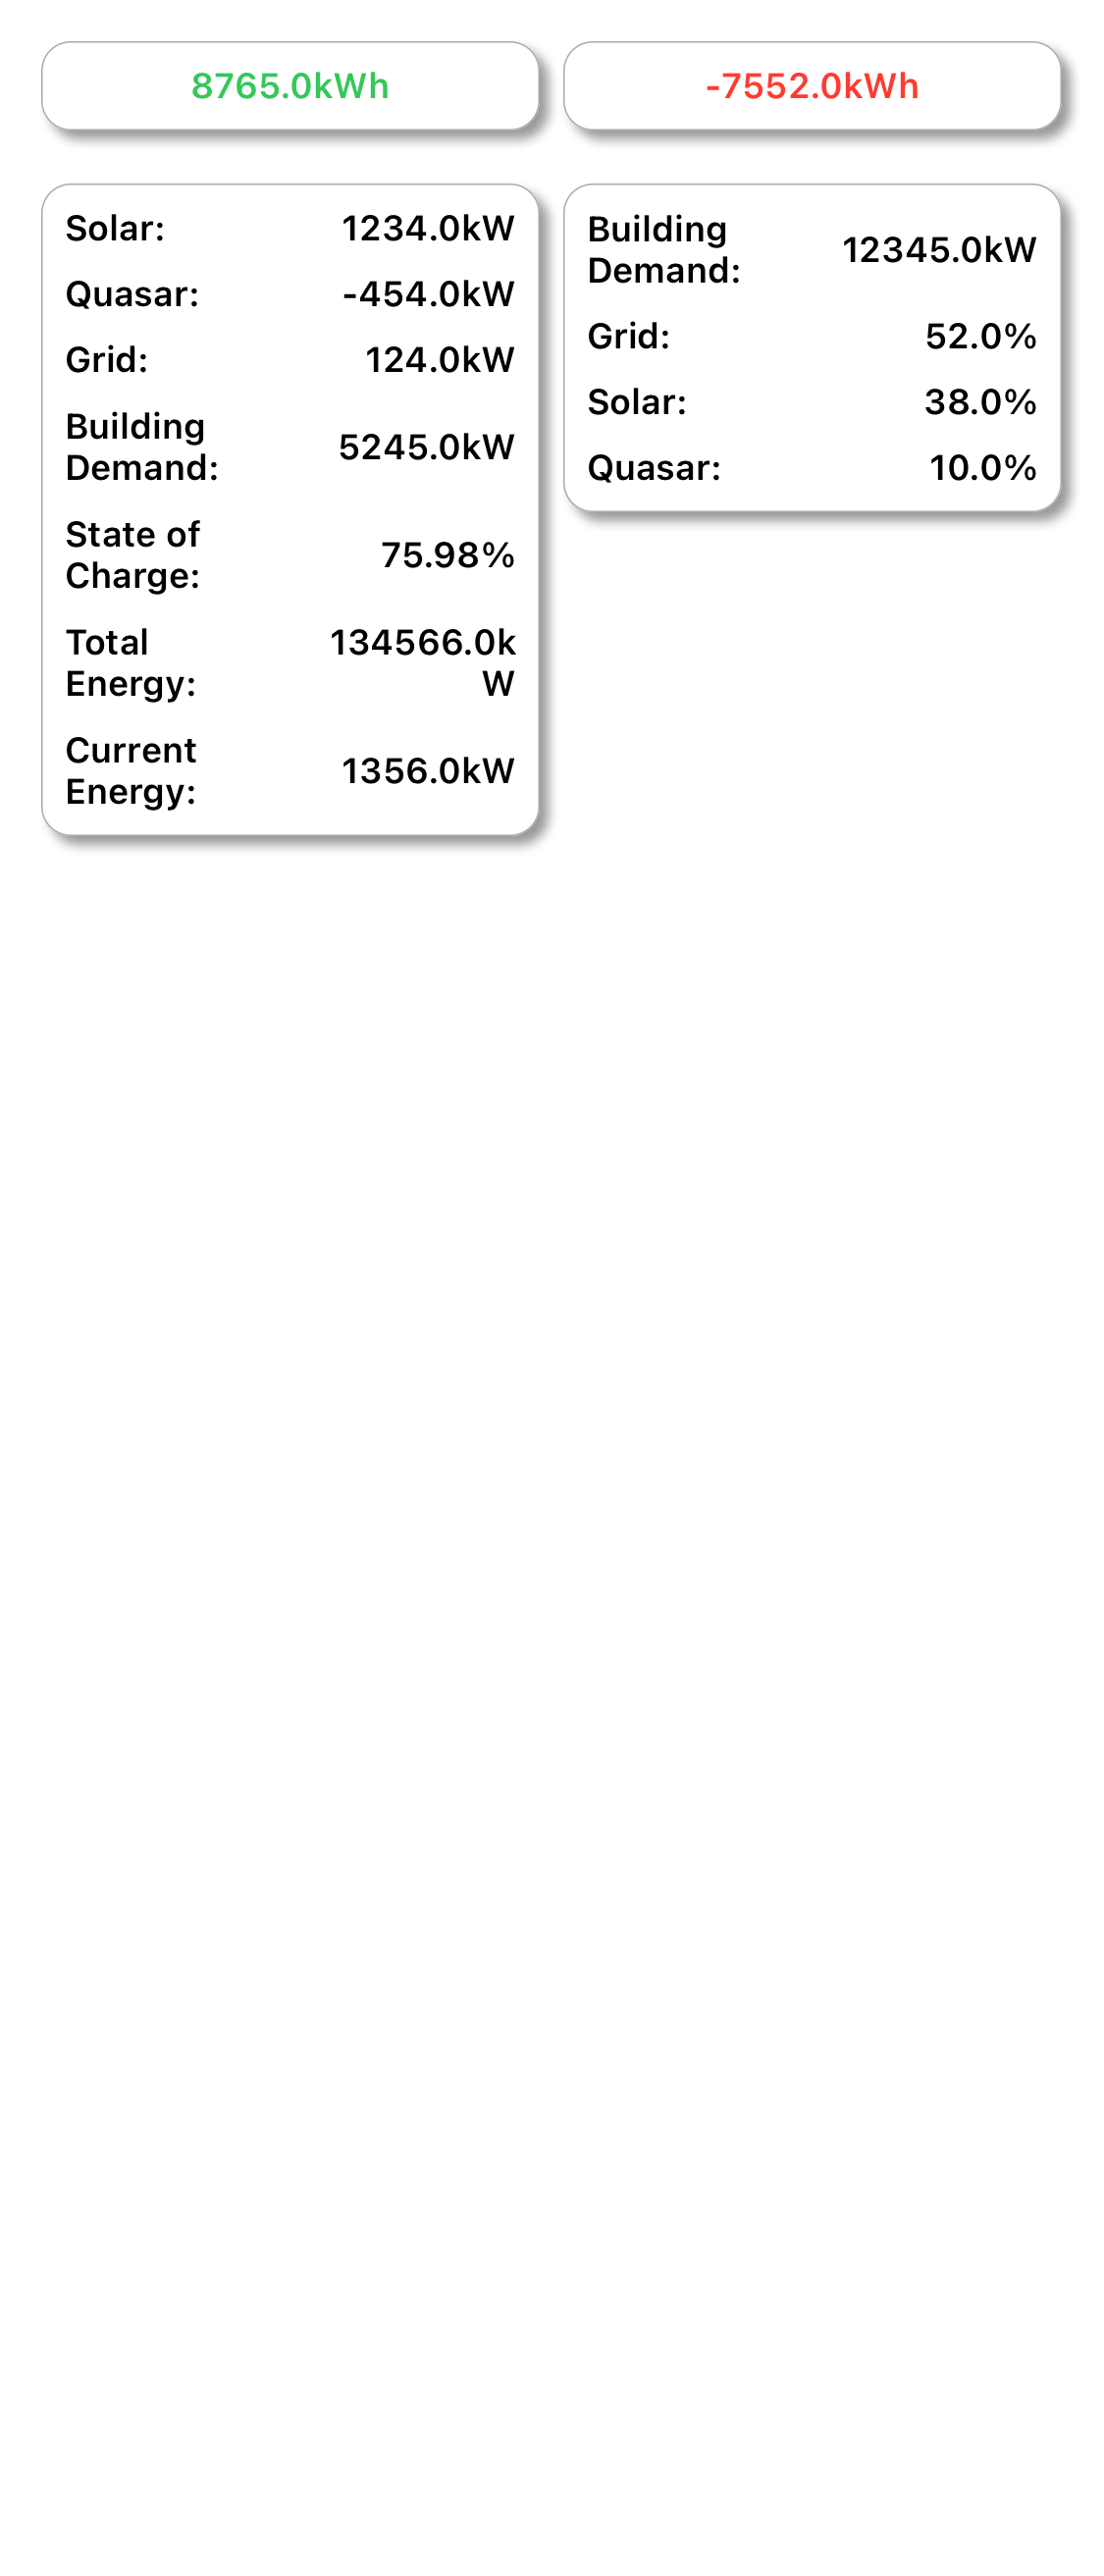 8765.0kWh
-7552.0kWh
Solar: 1234.0kW
Quasar: -454.0kW
Grid: 124.0kW
Building
Demand:
5245.0kW
State of
Charge:
75.98%
Total
Energy:
134566.0k
W
Current
Energy:
1356.0kW
Building
Demand:
12345.0kW
Grid: 52.0%
Solar: 38.0%
Quasar: 10.0%